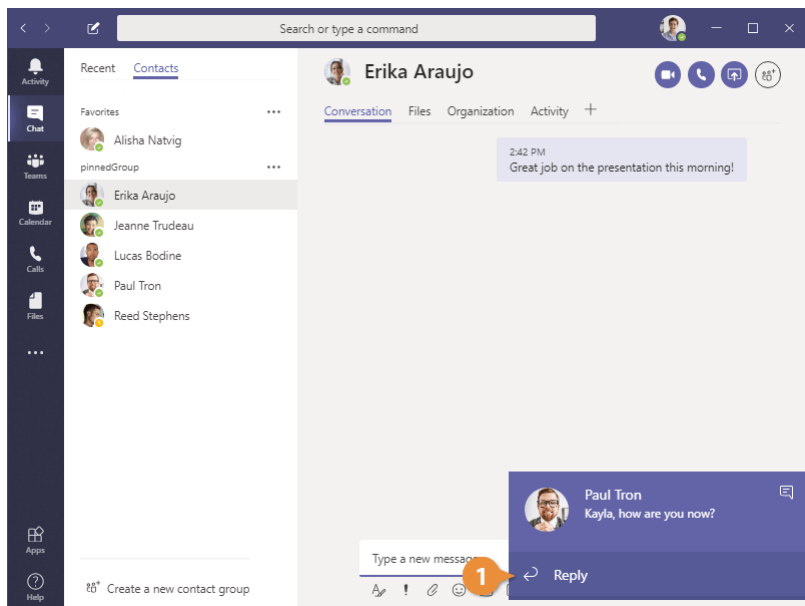 Search or type a command
Activity
Chat
Teams
Calendar
Calls
Files
Apps
Help
Recent Contacts
Favorites
Alisha Natvig
pinnedGroup
Erika Araujo
Jeanne Trudeau
Lucas Bodine
Paul Tron
Reed Stephens
Create a new contact group
Erika Araujo
Conversation Files Organization Activity
2:42 PM
Great job on the presentation this morning!
Type a new message
Paul Tron
Kayla, how are you now?
1 Reply